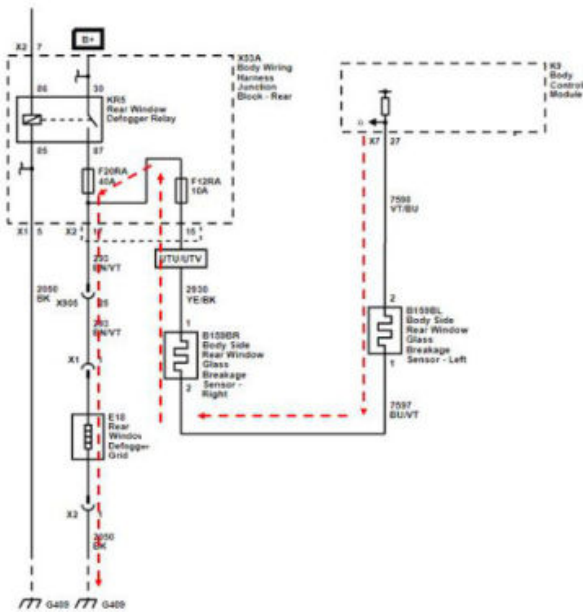 B+
X2 7
X53A
Body Wiring
Harness
Junction
Block - Rear
K9
Body
Control
Module
86
30
KR5
Rear Window
Defogger Relay
85
87
F20RA
40A
F12RA
10A
X7 27
7598
VT/BU
X1 5
X2
15
UTU/UTV
293
BN/VT
2050
BK
X905
293
BN/VT
2930
YE/BK
1
B159BR
Body Side
Rear Window
Glass
Breakage
Sensor -
Right
2
2
B159BL
Body Side
Rear Window
Glass
Breakage
Sensor - Left
1
7597
BU/VT
X1 1
E18
Rear
Window
Defogger
Grid
X2 1
2050
BK
G409
G409